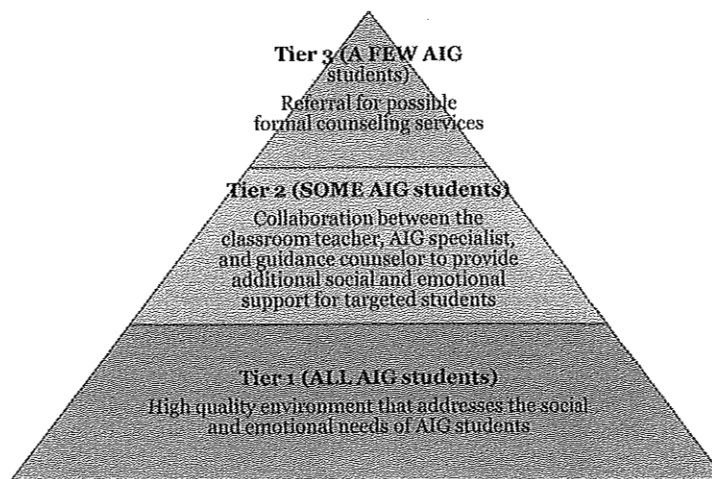 Tier 3 (A FEW AIG
students)
Referral for possible
formal counseling services
Tier 2 (SOME AIG students)
Collaboration between the
classroom teacher, AIG specialist,
and guidance counselor to provide
additional social and emotional
support for targeted students
Tier 1 (ALL AIG students)
High quality environment that addresses the social
and emotional needs of AIG students